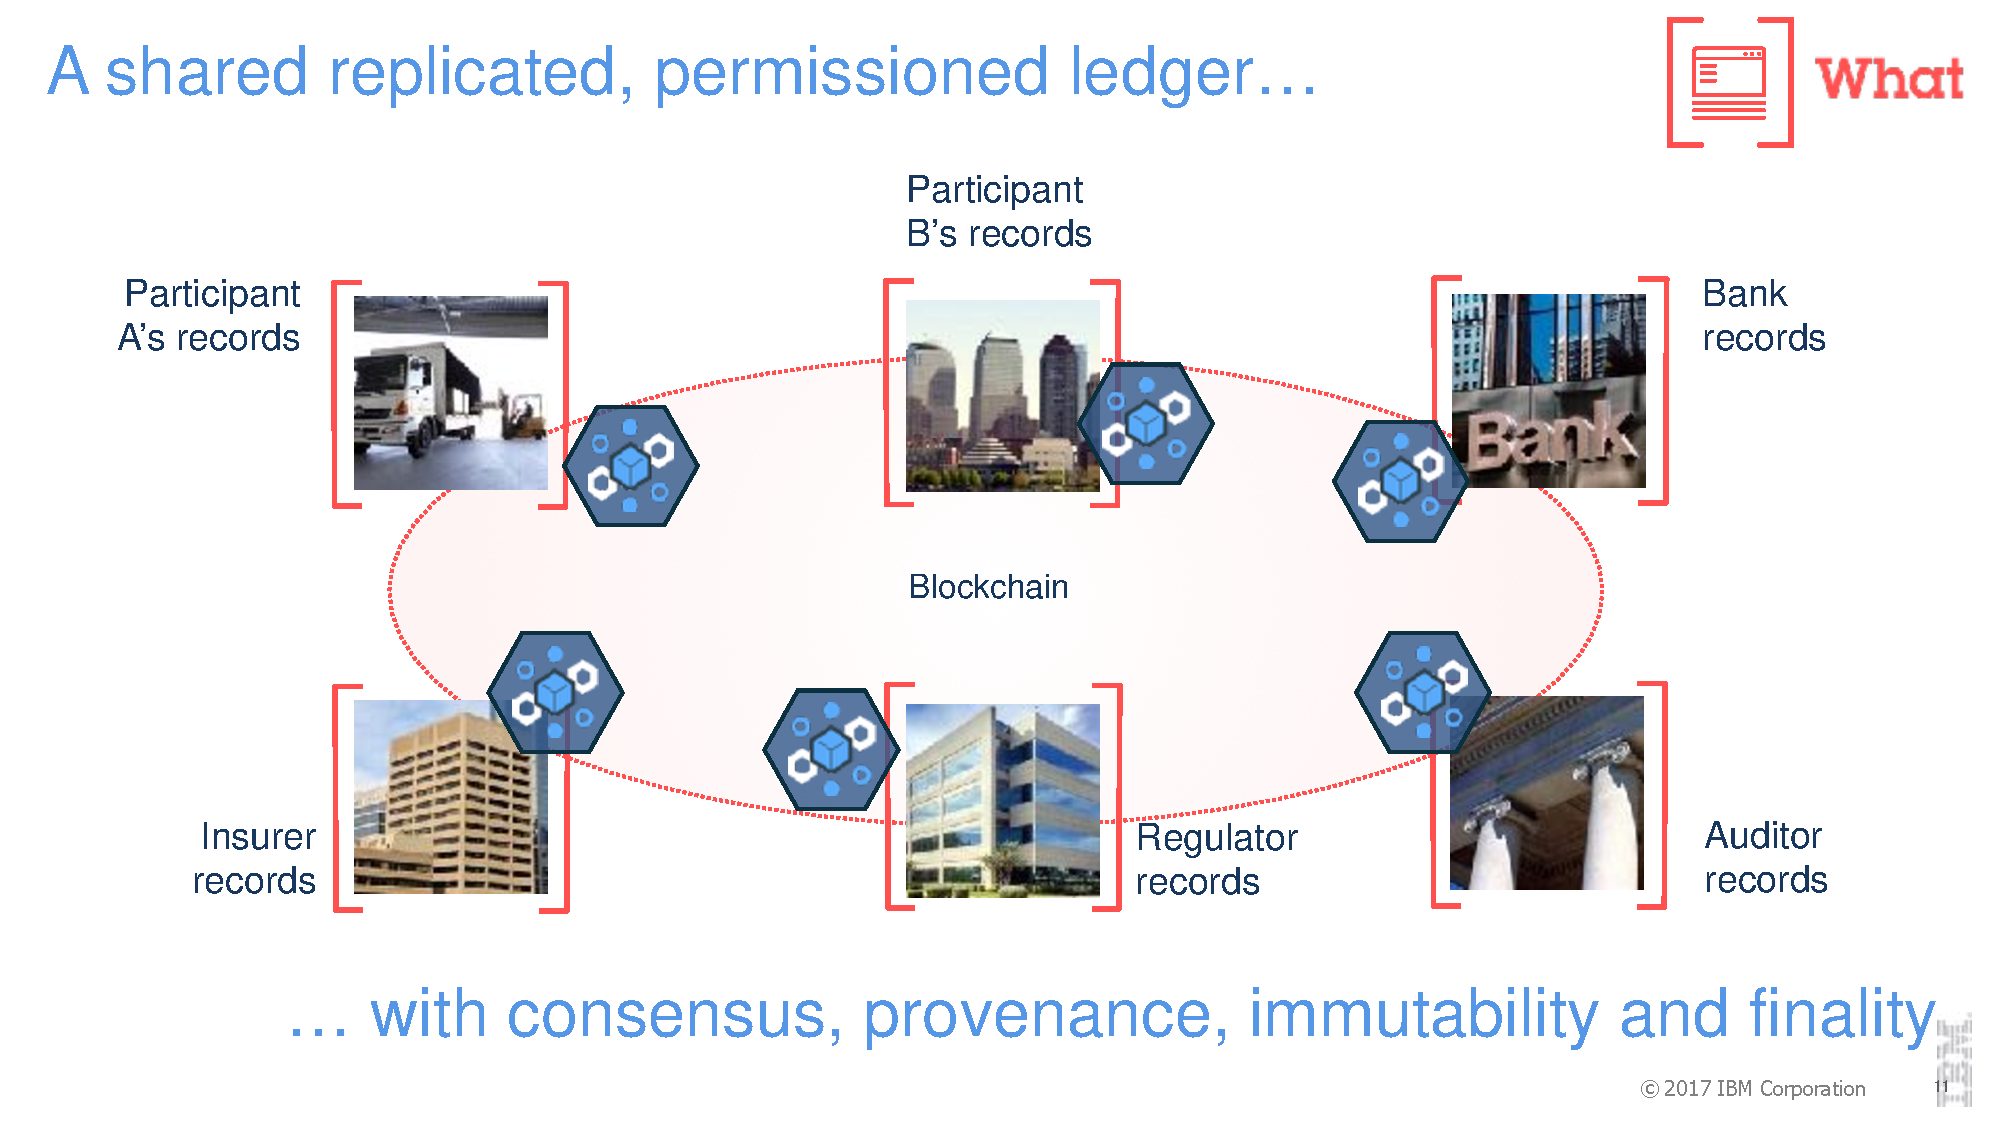 A shared replicated, permissioned ledger…
What
Participant
B’s records
Participant
A’s records
Bank
records
Bank
Blockchain
Insurer
records
Regulator
records
Auditor
records
… with consensus, provenance, immutability and finality
© 2017 IBM Corporation
11
IBM